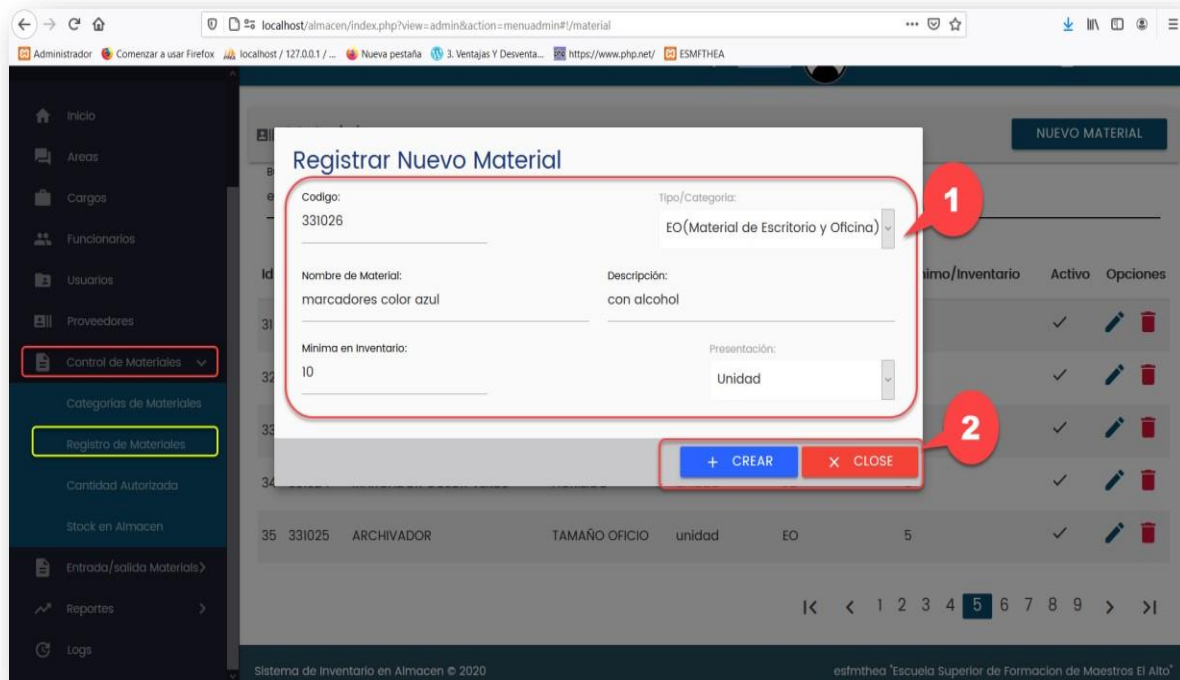 localhost/almacen/index.php?view=admin&action=menuadmin#!/material
Administrador Comenzar a usar Firefox localhost / 127.0.0.1 / ... Nueva pestaña 3. Ventajas Y Desventa... https://www.php.net/ ESMFTHEA
Inicio
Areas
Cargos
Funcionarios
Usuarios
Proveedores
Control de Materiales
Categorias de Materiales
Registro de Materiales
Cantidad Autorizada
Stock en Almacen
Entrada/salida Materials
Reportes
Logs
NUEVO MATERIAL
Registrar Nuevo Material
Codigo:
331026
Tipo/Categoria:
EO(Material de Escritorio y Oficina)
1
Nombre de Material:
marcadores color azul
Descripción:
con alcohol
Minima en Inventario:
10
Presentación:
Unidad
2
+ CREAR X CLOSE
Id nimo/Inventario Activo Opciones
31
32
33
34
35 331025 ARCHIVADOR TAMAÑO OFICIO unidad EO 5
1 2 3 4 5 6 7 8 9
Sistema de Inventario en Almacen © 2020
esfmthea "Escuela Superior de Formacion de Maestros El Alto"